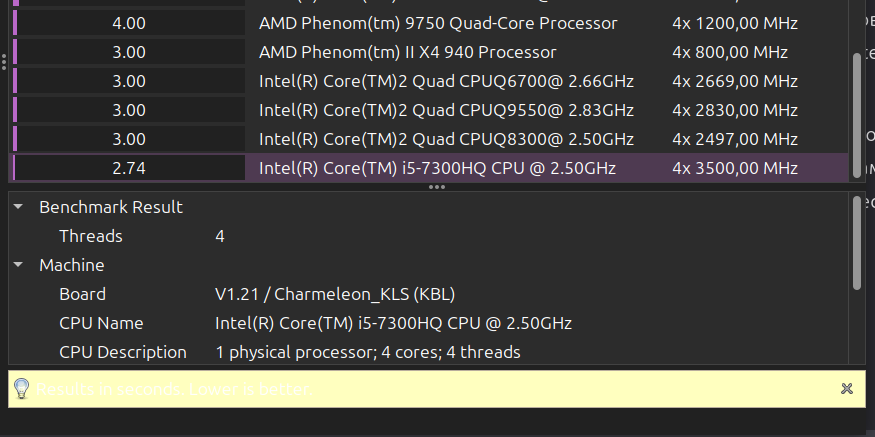 4.00 AMD Phenom(tm) 9750 Quad-Core Processor 4x 1200,00 MHz
3.00 AMD Phenom(tm) II X4 940 Processor 4x 800,00 MHz
3.00 Intel(R) Core(TM)2 Quad CPUQ6700@ 2.66GHz 4x 2669,00 MHz
3.00 Intel(R) Core(TM)2 Quad CPUQ9550@ 2.83GHz 4x 2830,00 MHz
3.00 Intel(R) Core(TM)2 Quad CPUQ8300@ 2.50GHz 4x 2497,00 MHz
2.74 Intel(R) Core(TM) i5-7300HQ CPU @ 2.50GHz 4x 3500,00 MHz
Benchmark Result
Threads 4
Machine
Board V1.21 / Charmeleon_KLS (KBL)
CPU Name Intel(R) Core(TM) i5-7300HQ CPU @ 2.50GHz
CPU Description 1 physical processor; 4 cores; 4 threads
Results in seconds. Lower is better.